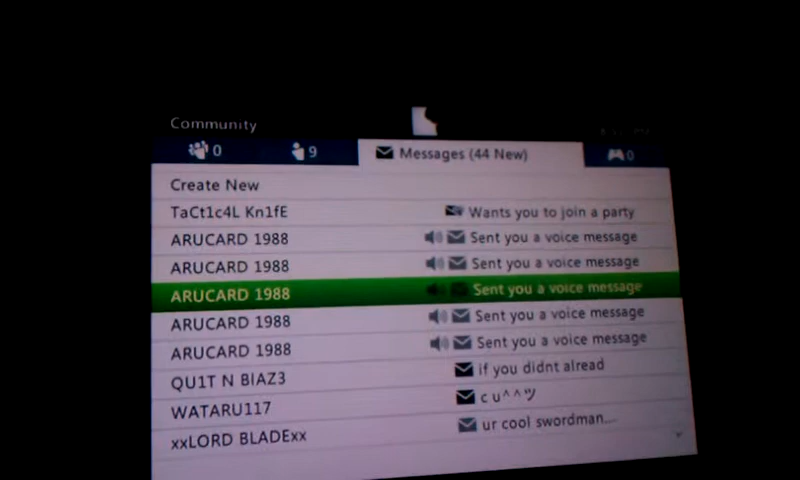 Community
0
9
Messages (44 New)
0
Create New
TaCt1c4L Kn1fE Wants you to join a party
ARUCARD 1988 Sent you a voice message
ARUCARD 1988 Sent you a voice message
ARUCARD 1988 Sent you a voice message
ARUCARD 1988 Sent you a voice message
ARUCARD 1988 Sent you a voice message
QU1T N BlAZ3 if you didnt alread
WATARU117 c u^^ツ
xxLORD BLADExx ur cool swordman...